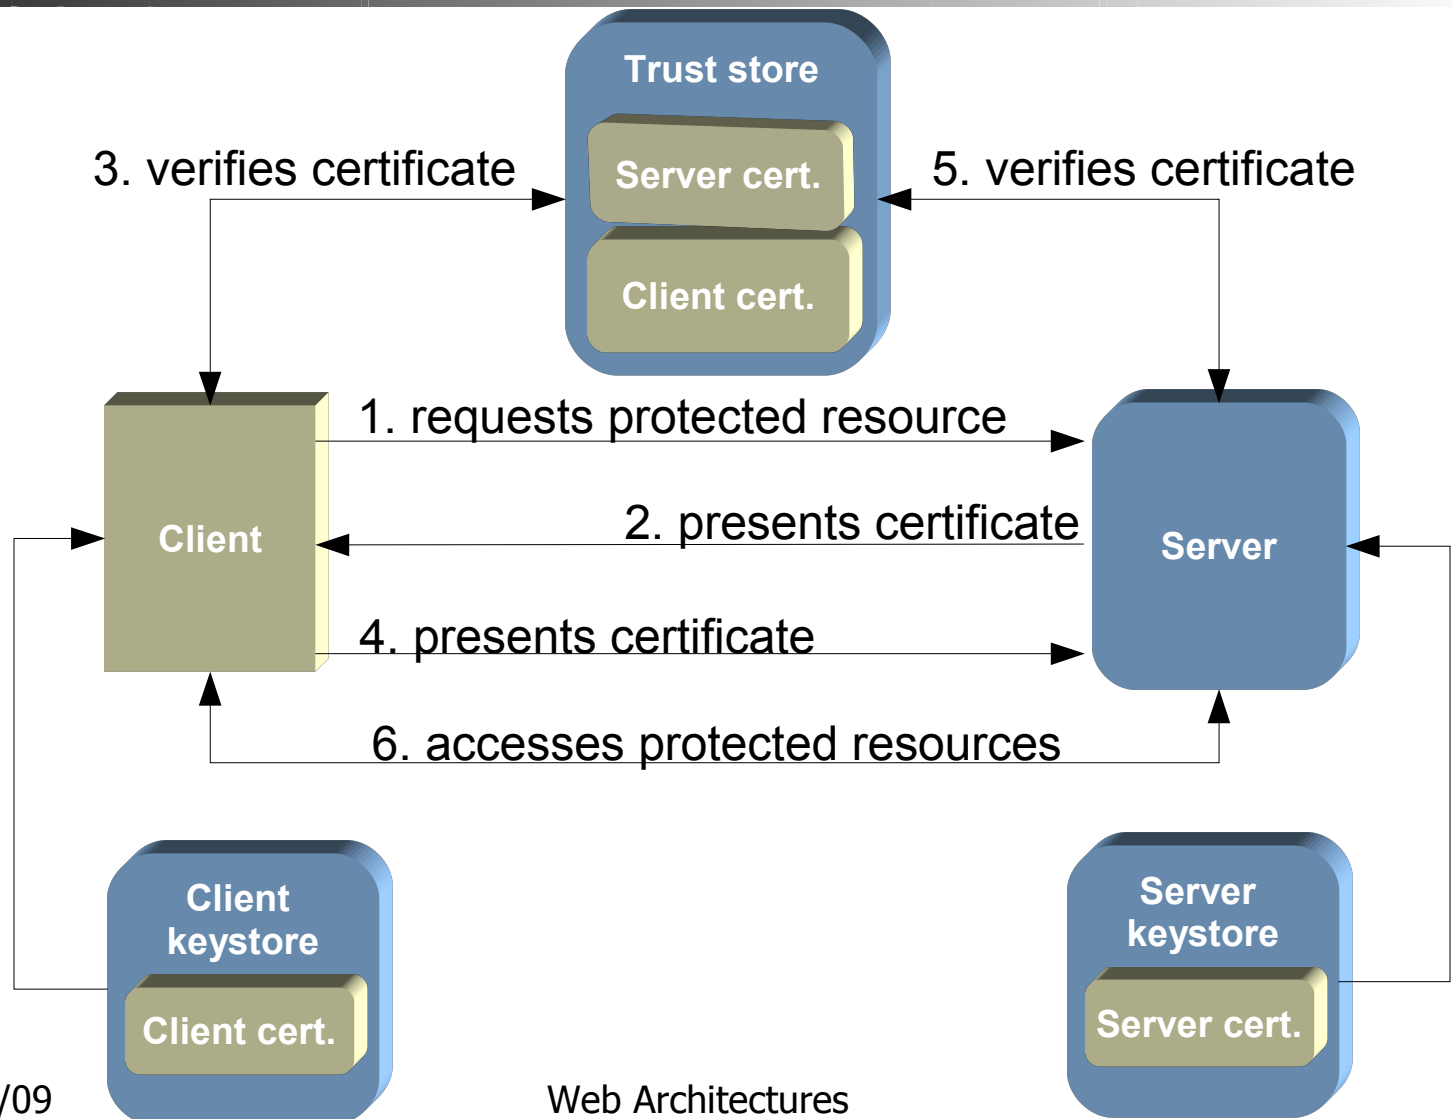 Trust store
3. verifies certificate
Server cert.
5. verifies certificate
Client cert.
1. requests protected resource
2. presents certificate
Client
Server
4. presents certificate
6. accesses protected resources
Client
keystore
Client cert.
Server
keystore
Server cert.
/09
Web Architectures